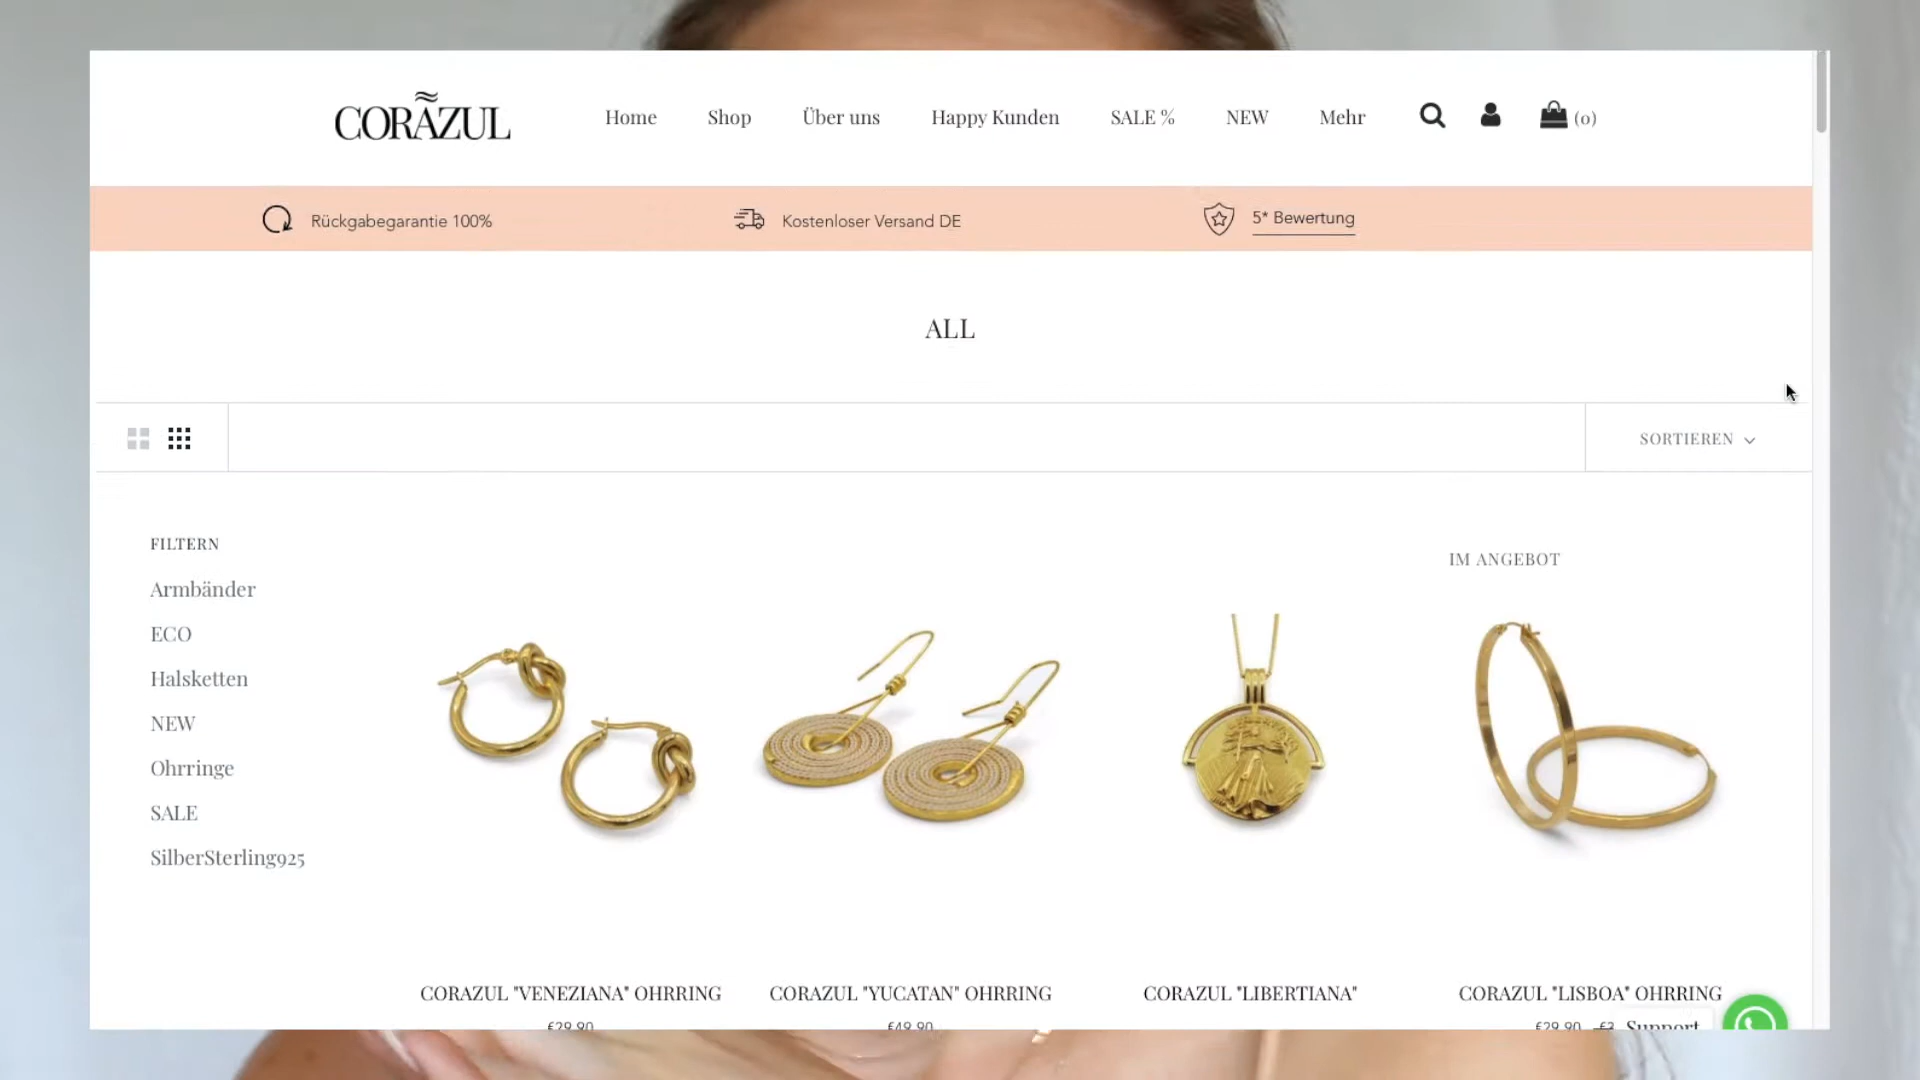 CORAZUL
Home Shop Über uns Happy Kunden SALE % NEW Mehr (0)
Rückgabegarantie 100% Kostenloser Versand DE 5* Bewertung
ALL
SORTIEREN
FILTERN
Armbänder
ECO
Halsketten
NEW
Ohrringe
SALE
SilberSterling925
IM ANGEBOT
CORAZUL "VENEZIANA" OHRRING
€29,90
CORAZUL "YUCATAN" OHRRING
€49,90
CORAZUL "LIBERTIANA"
CORAZUL "LISBOA" OHRRING
€29,90
Support